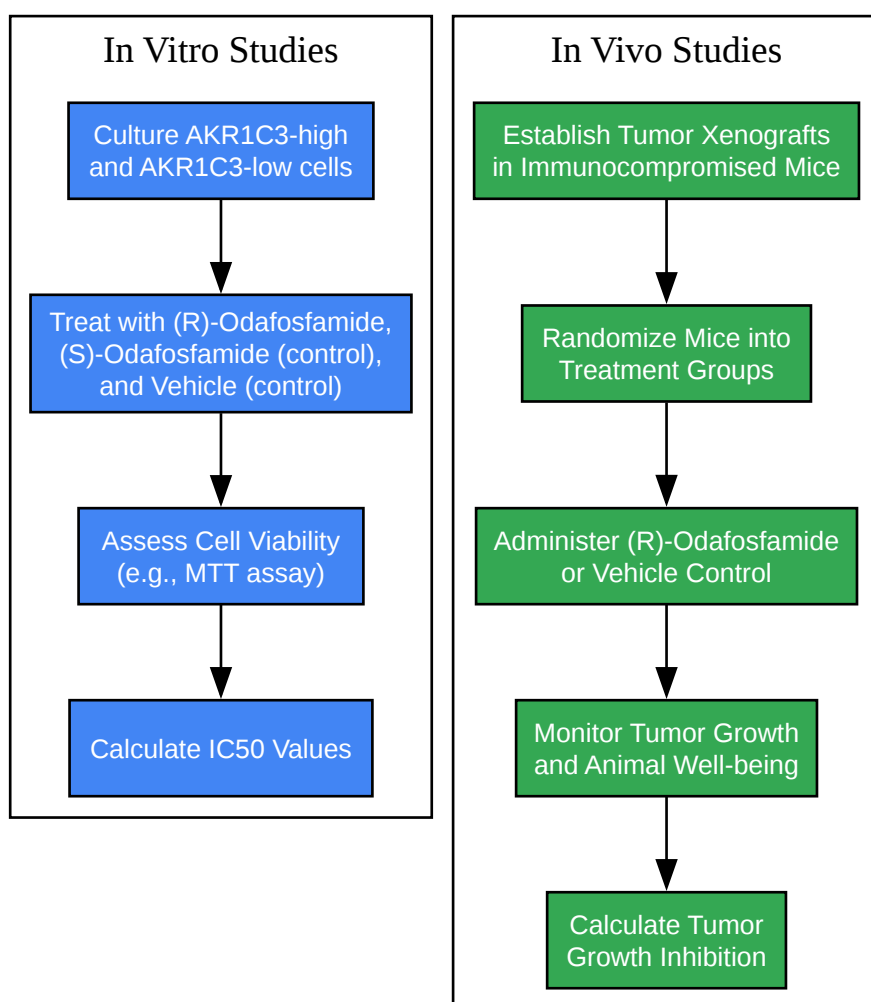 In Vitro Studies
Culture AKR1C3-high
and AKR1C3-low cells
Treat with (R)-Odafosfamide,
(S)-Odafosfamide (control),
and Vehicle (control)
Assess Cell Viability
(e.g., MTT assay)
Calculate IC50 Values
In Vivo Studies
Establish Tumor Xenografts
in Immunocompromised Mice
Randomize Mice into
Treatment Groups
Administer (R)-Odafosfamide
or Vehicle Control
Monitor Tumor Growth
and Animal Well-being
Calculate Tumor
Growth Inhibition